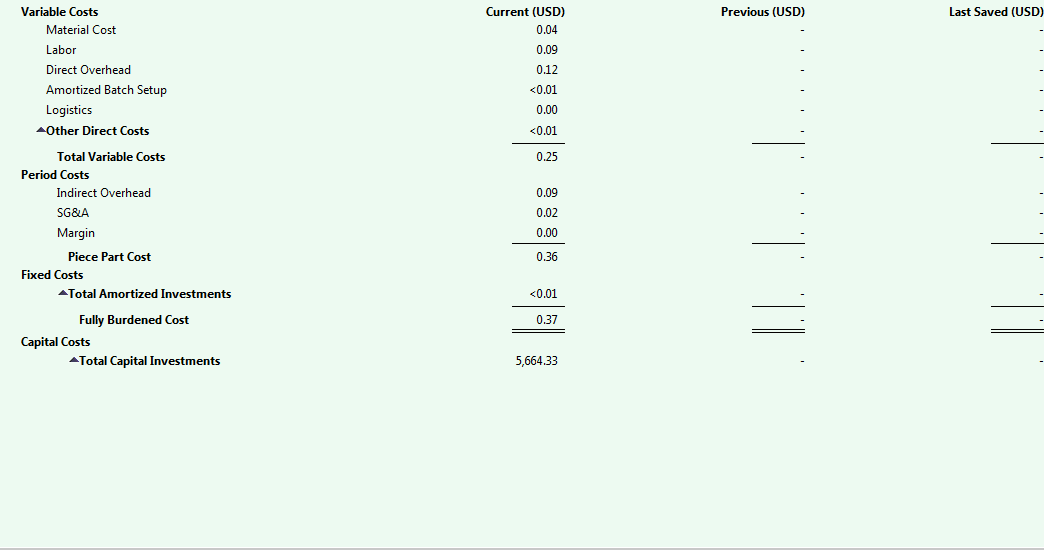 Variable Costs Current (USD) Previous (USD) Last Saved (USD)
Material Cost 0.04 - -
Labor 0.09 - -
Direct Overhead 0.12 - -
Amortized Batch Setup <0.01 - -
Logistics 0.00 - -
Other Direct Costs <0.01 - -
Total Variable Costs 0.25 - -
Period Costs
Indirect Overhead 0.09 - -
SG&A 0.02 - -
Margin 0.00 - -
Piece Part Cost 0.36 - -
Fixed Costs
Total Amortized Investments <0.01 - -
Fully Burdened Cost 0.37 - -
Capital Costs
Total Capital Investments 5,664.33 - -